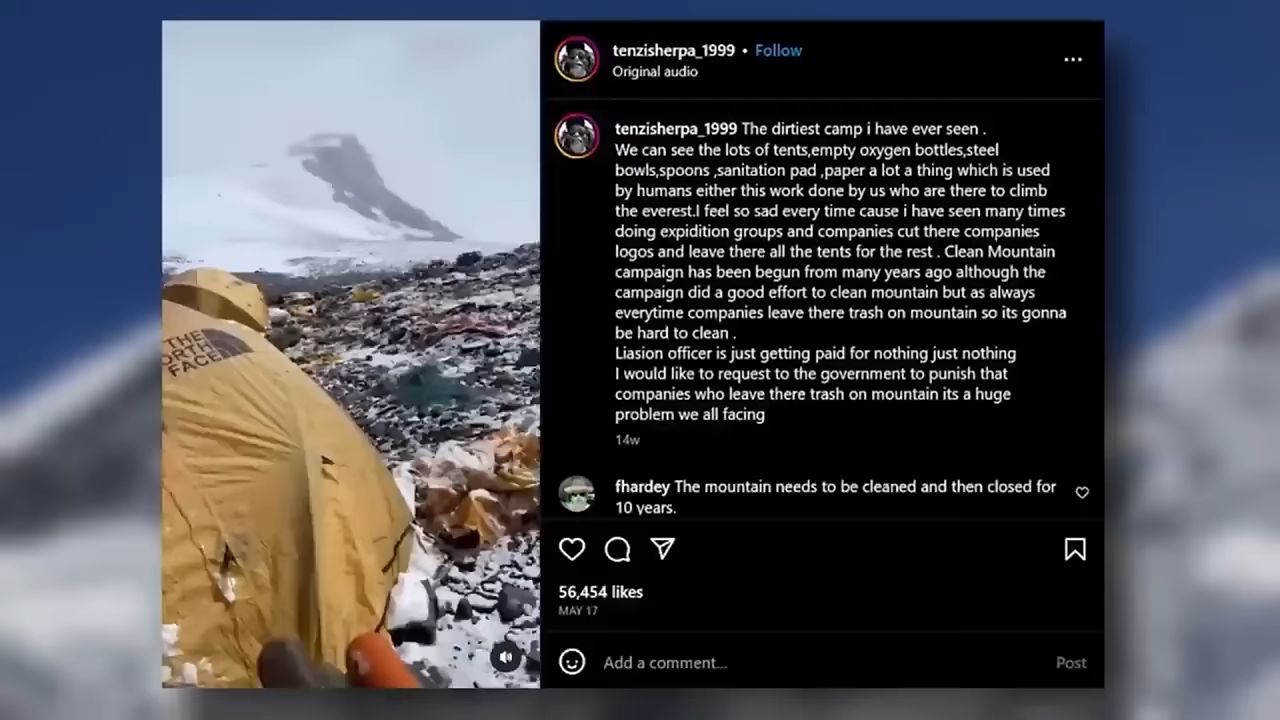 tenzisherpa_1999 • Follow
Original audio
tenzisherpa_1999 The dirtiest camp i have ever seen .
We can see the lots of tents,empty oxygen bottles,steel
bowls,spoons ,sanitation pad ,paper a lot a thing which is used
by humans either this work done by us who are there to climb
the everest.I feel so sad every time cause i have seen many times
doing expidition groups and companies cut there companies
logos and leave there all the tents for the rest . Clean Mountain
campaign has been begun from many years ago although the
campaign did a good effort to clean mountain but as always
everytime companies leave there trash on mountain so its gonna
be hard to clean .
Liasion officer is just getting paid for nothing just nothing
I would like to request to the government to punish that
companies who leave there trash on mountain its a huge
problem we all facing
14w
fhardey The mountain needs to be cleaned and then closed for
10 years.
56,454 likes
MAY 17
Add a comment...
Post
THE
ORTH
FACE